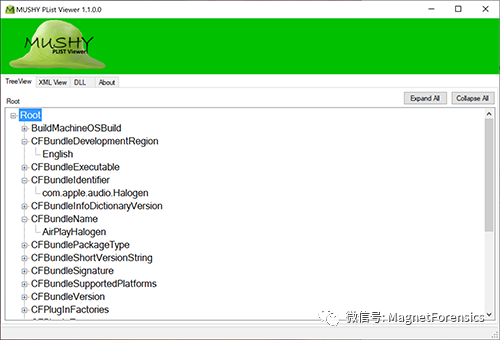 MUSHY PList Viewer 1.1.0.0
MUSHY
PLIST Viewer
TreeView XML View DLL About
Root
Expand All Collapse All
Root
BuildMachineOSBuild
CFBundleDevelopmentRegion
English
CFBundleExecutable
CFBundleIdentifier
com.apple.audio.Halogen
CFBundleInfoDictionaryVersion
CFBundleName
AirPlayHalogen
CFBundlePackageType
CFBundleShortVersionString
CFBundleSignature
CFBundleSupportedPlatforms
CFBundleVersion
CFPlugInFactories
微信号: MagnetForensics